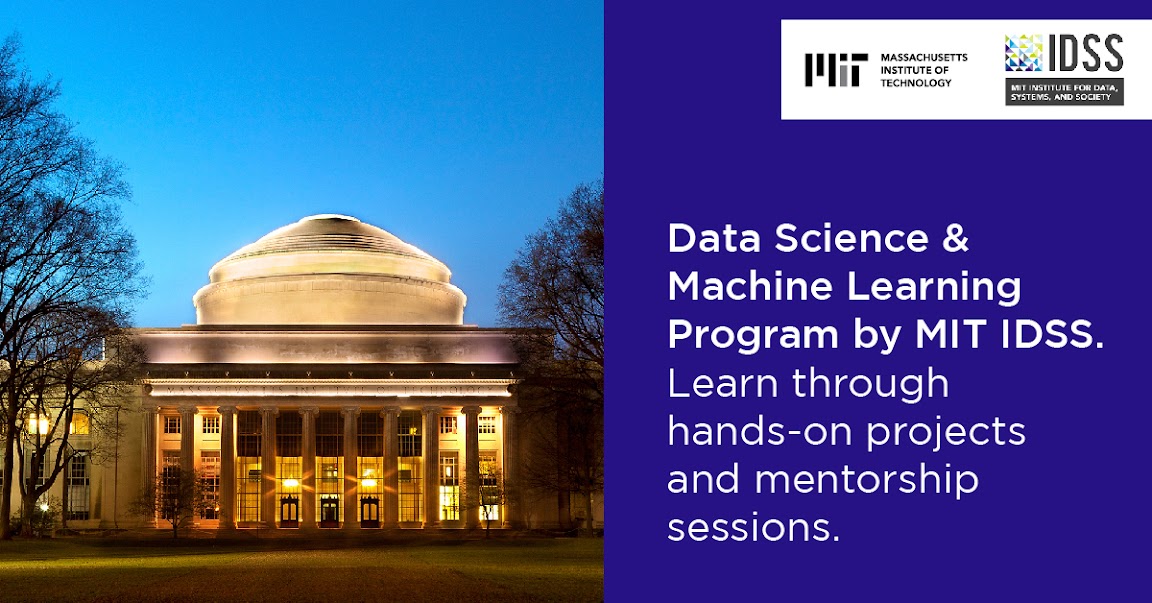 MIT
MASSACHUSETTS
INSTITUTE OF
TECHNOLOGY
IDSS
MIT INSTITUTE FOR DATA,
SYSTEMS, AND SOCIETY
Data Science &
Machine Learning
Program by MIT IDSS.
Learn through
hands-on projects
and mentorship
sessions.